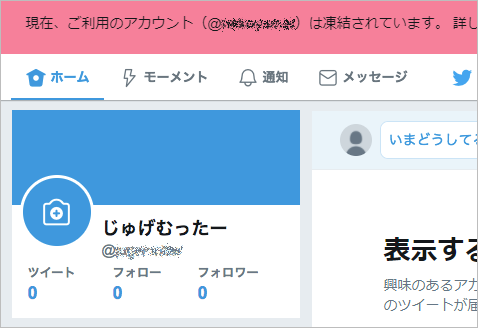 現在、ご利用のアカウント（@）は凍結されています。 詳し
ホーム モーメント 通知 メッセージ
いまどうして
じゅげむったー
@
ツイート フォロー フォロワー
0 0 0
表示する
興味のあるアカ
のツイートが届